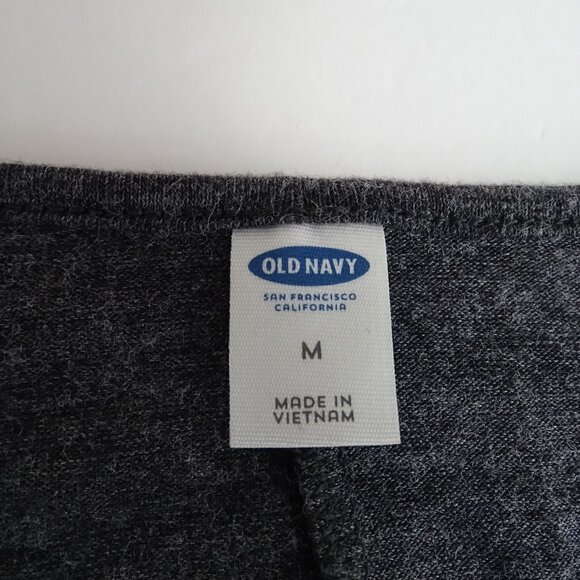 OLD NAVY
SAN FRANCISCO
CALIFORNIA
M
MADE IN
VIETNAM